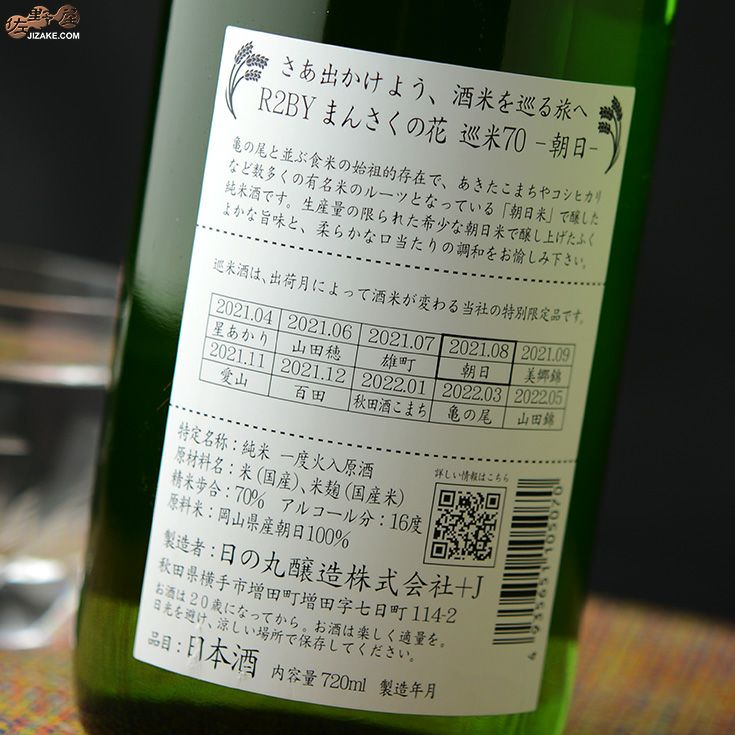 佐野屋
JIZAKE.COM
さあ出かけよう、酒米を巡る旅へ
R2BY まんさくの花 巡米70 -朝日-
亀の尾と並ぶ食米の始祖的存在で、あきたこまちやコシヒカリ
など数多くの有名米のルーツとなっている「朝日米」で醸した
純米酒です。生産量の限られた希少な朝日米で醸し上げたふく
よかな旨味と、柔らかな口当たりの調和をお愉しみ下さい。
巡米酒は、出荷月によって酒米が変わる当社の特別限定品です。
2021.04 2021.06 2021.07 2021.08 2021.09
星あかり 山田穂 雄町 朝日 美郷錦
2021.11 2021.12 2022.01 2022.03 2022.05
愛山 百田 秋田酒こまち 亀の尾 山田錦
特定名称：純米 一度火入原酒
原材料名：米（国産）、米麹（国産米）
精米歩合：70% アルコール分：16度
原料米：岡山県産朝日100%
詳しい情報はこちら
製造者：日の丸醸造株式会社+J
秋田県横手市増田町増田字七日町 114-2
お酒は20歳になってから。お酒は楽しく適量を。
日光を避け、涼しい場所で保存してください。
品目：日本酒 内容量 720ml 製造年月
4 935651 105070